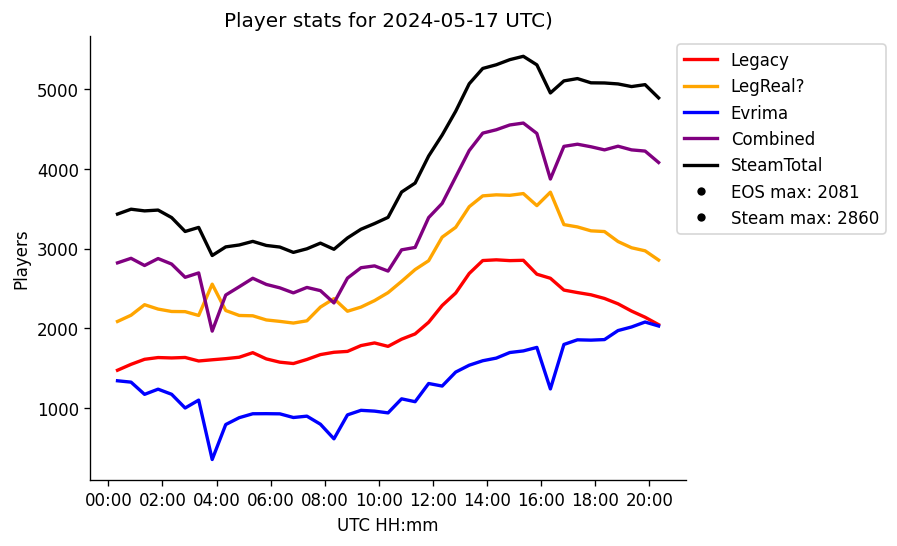 Player stats for 2024-05-17 UTC)
Legacy
LegReal?
Evrima
Combined
SteamTotal
EOS max: 2081
Steam max: 2860
5000
4000
3000
2000
1000
Players
00:00 02:00 04:00 06:00 08:00 10:00 12:00 14:00 16:00 18:00 20:00
UTC HH:mm